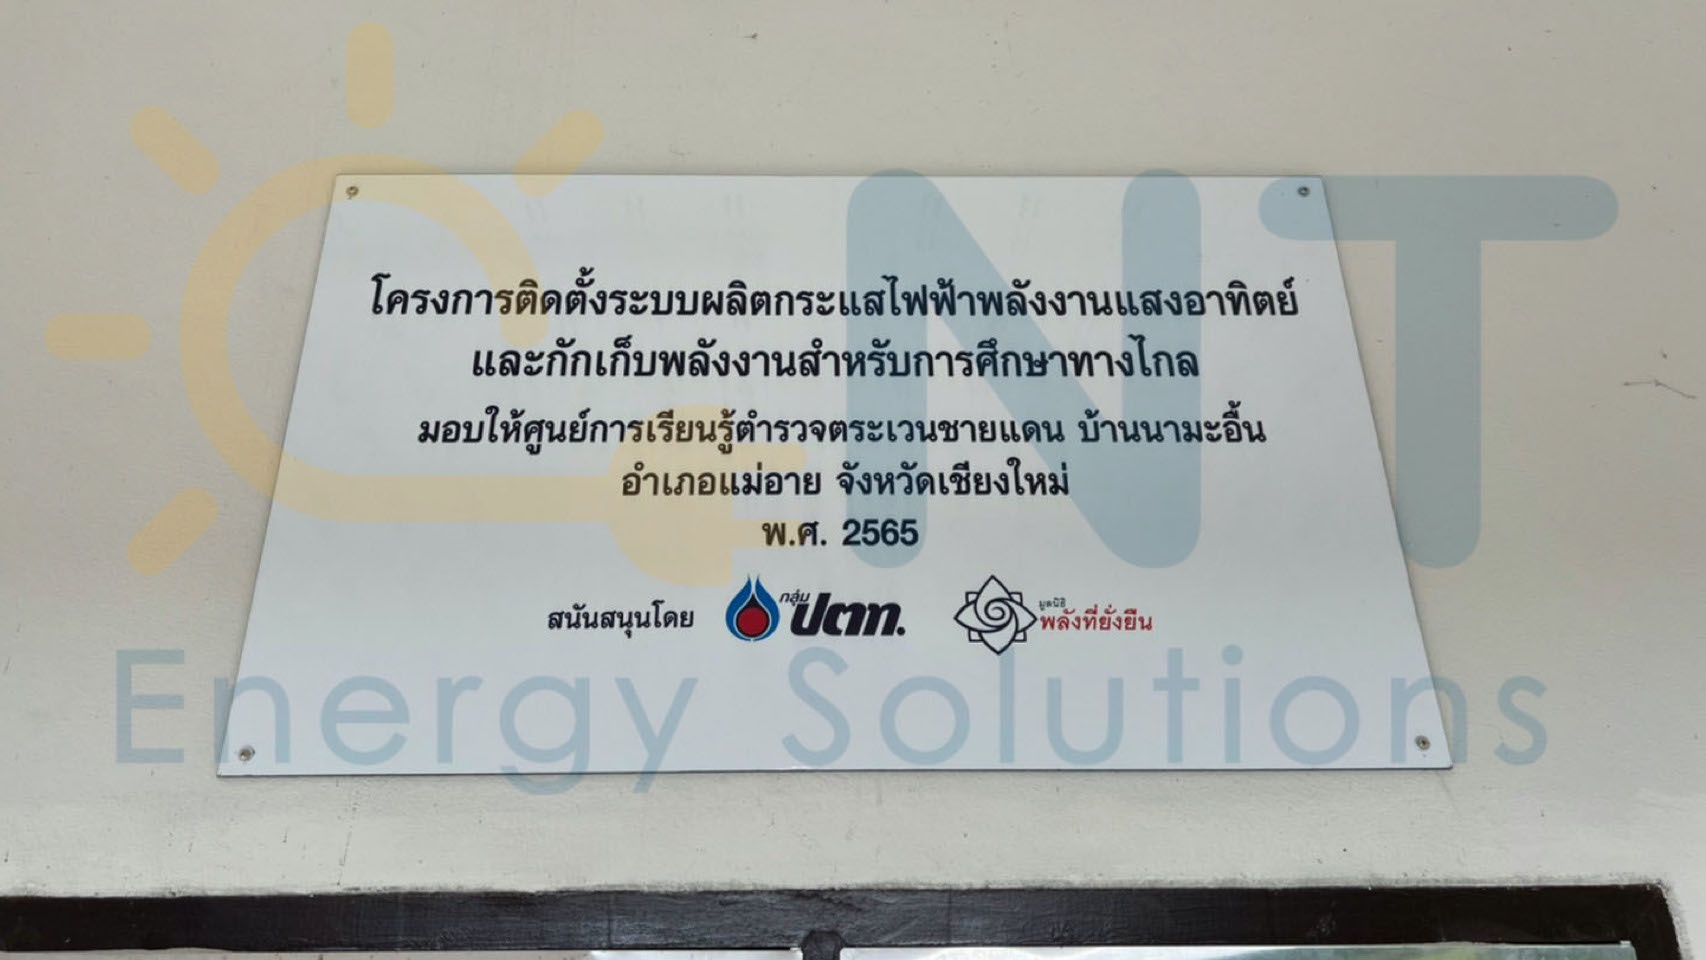 โครงการติดตั้งระบบผลิตกระแสไฟฟ้าพลังงานแสงอาทิตย์
และกักเก็บพลังงานสำหรับการศึกษาทางไกล
มอบให้ศูนย์การเรียนรู้ตำรวจตระเวนชายแดน บ้านนามะอื้น
อำเภอแม่อาย จังหวัดเชียงใหม่
พ.ศ. 2565
สนันสนุนโดย กลุ่ม ปตท. มูลนิธิ พลังที่ยั่งยืน
NT
Energy Solutions